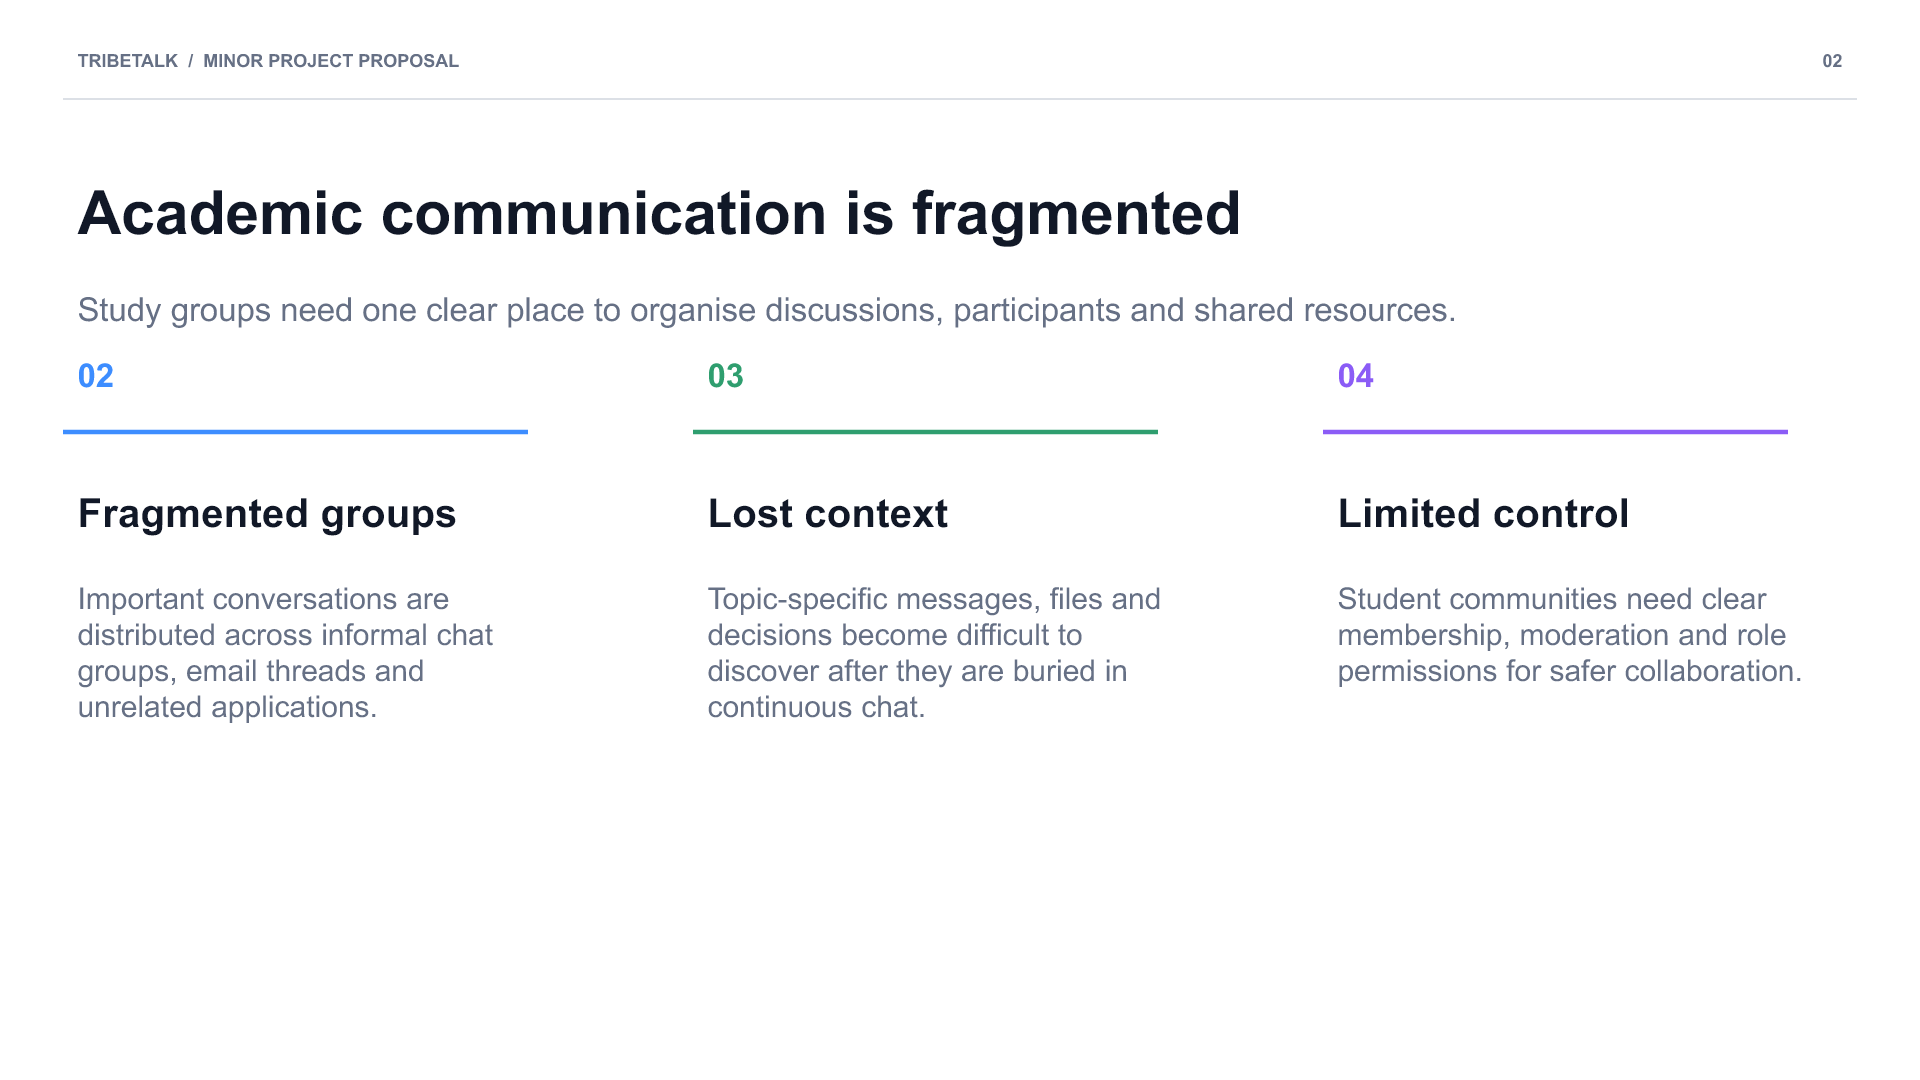 TRIBETALK / MINOR PROJECT PROPOSAL
02
Academic communication is fragmented
Study groups need one clear place to organise discussions, participants and shared resources.
02
Fragmented groups
Important conversations are
distributed across informal chat
groups, email threads and
unrelated applications.
03
Lost context
Topic-specific messages, files and
decisions become difficult to
discover after they are buried in
continuous chat.
04
Limited control
Student communities need clear
membership, moderation and role
permissions for safer collaboration.